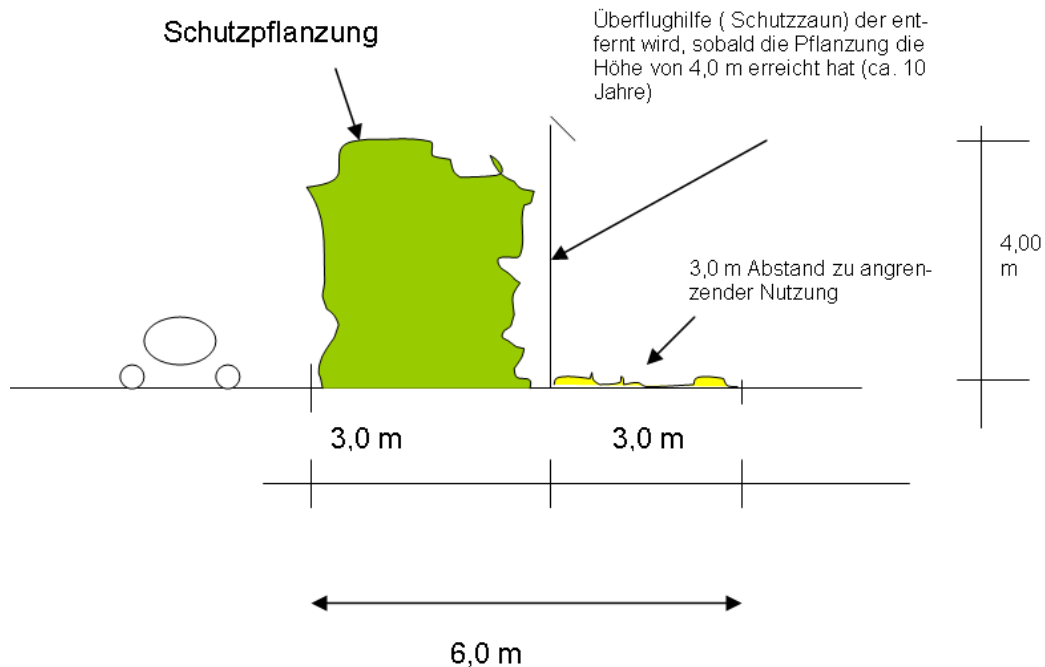 Schutzpflanzung
Überflughilfe ( Schutzzaun) der ent-
fernt wird, sobald die Pflanzung die
Höhe von 4,0 m erreicht hat (ca. 10
Jahre)
4,00
m
3,0 m Abstand zu angren-
zender Nutzung
3,0 m
3,0 m
6,0 m